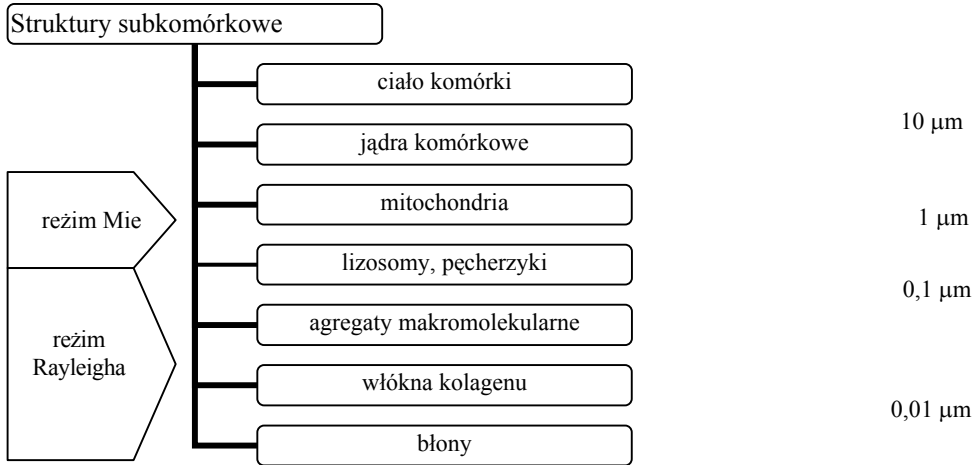 Struktury subkomórkowe
ciało komórki
10 μm
jądra komórkowe
mitochondria
reżim Mie
1 μm
lizosomy, pęcherzyki
0,1 μm
agregaty makromolekularne
reżim
Rayleigha
włókna kolagenu
0,01 μm
błony